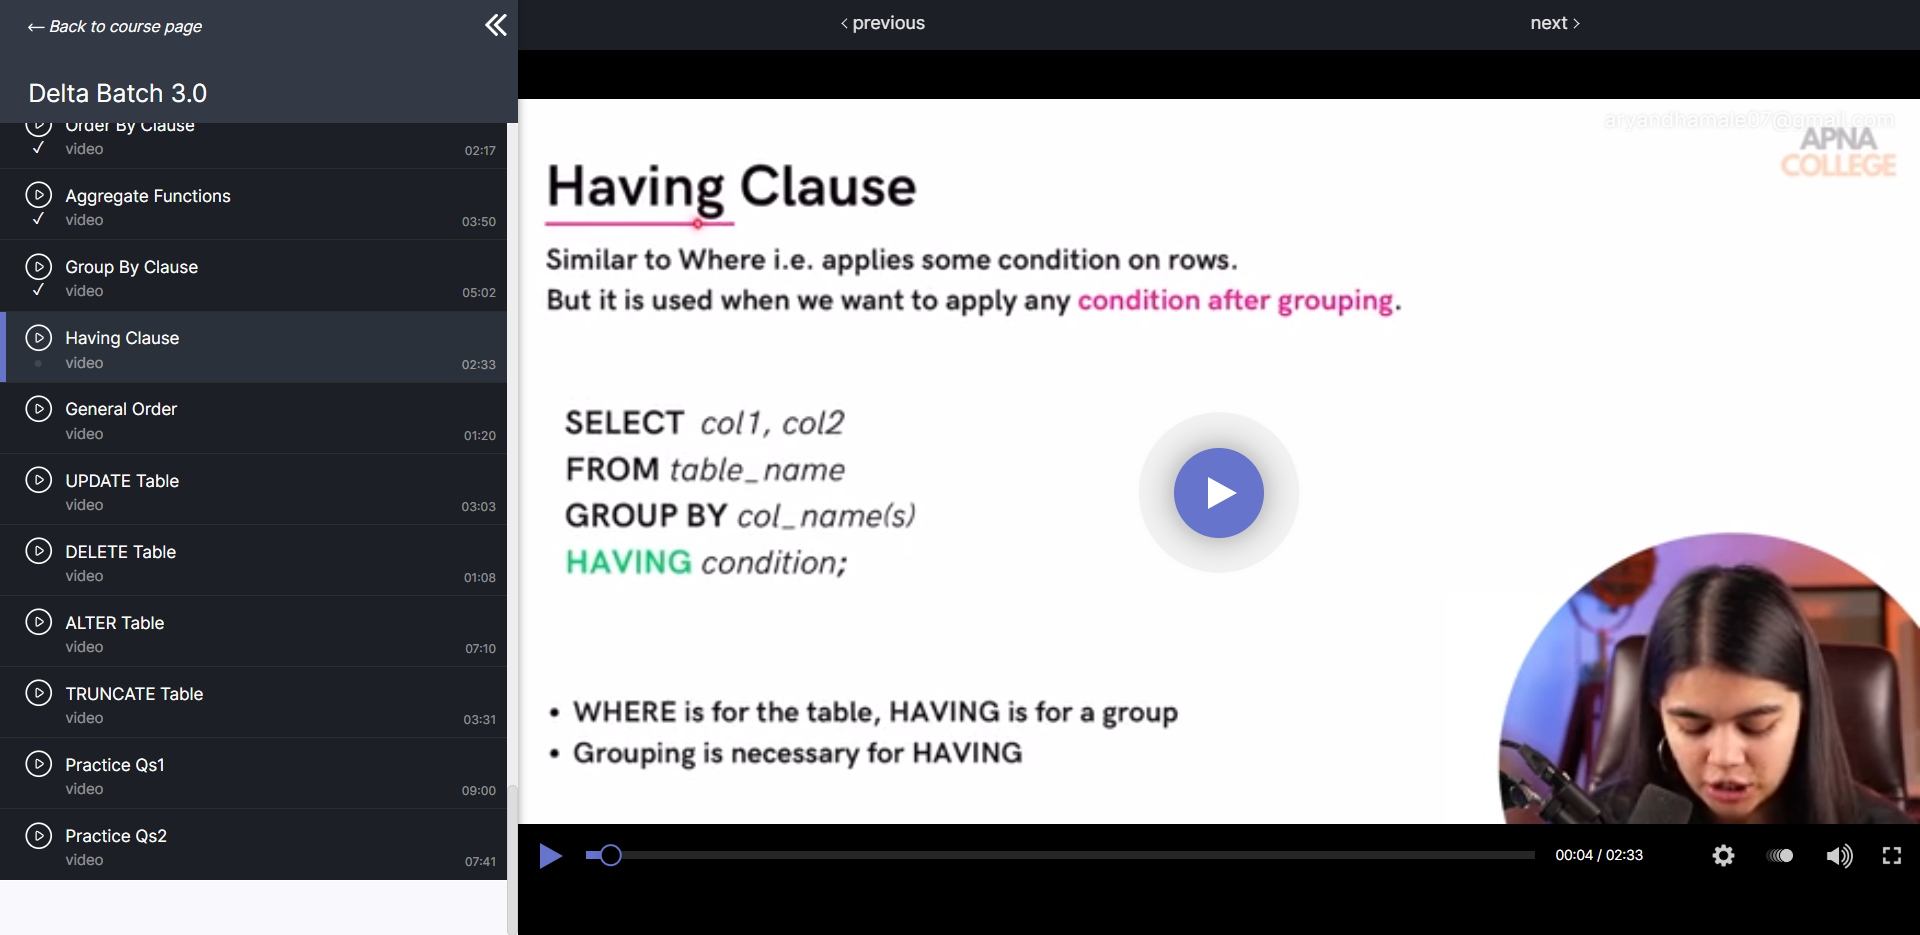 ← Back to course page
Delta Batch 3.0
Order By Clause
video
02:17
Aggregate Functions
video
03:50
Group By Clause
video
05:02
Having Clause
video
02:33
General Order
video
01:20
UPDATE Table
video
03:03
DELETE Table
video
01:08
ALTER Table
video
07:10
TRUNCATE Table
video
03:31
Practice Qs1
video
09:00
Practice Qs2
video
07:41
‹ previous
next ›
aryandhamale07@gmail.com
APNA
COLLEGE
Having Clause
Similar to Where i.e. applies some condition on rows.
But it is used when we want to apply any condition after grouping.
SELECT col1, col2
FROM table_name
GROUP BY col_name(s)
HAVING condition;
• WHERE is for the table, HAVING is for a group
• Grouping is necessary for HAVING
00:04 / 02:33